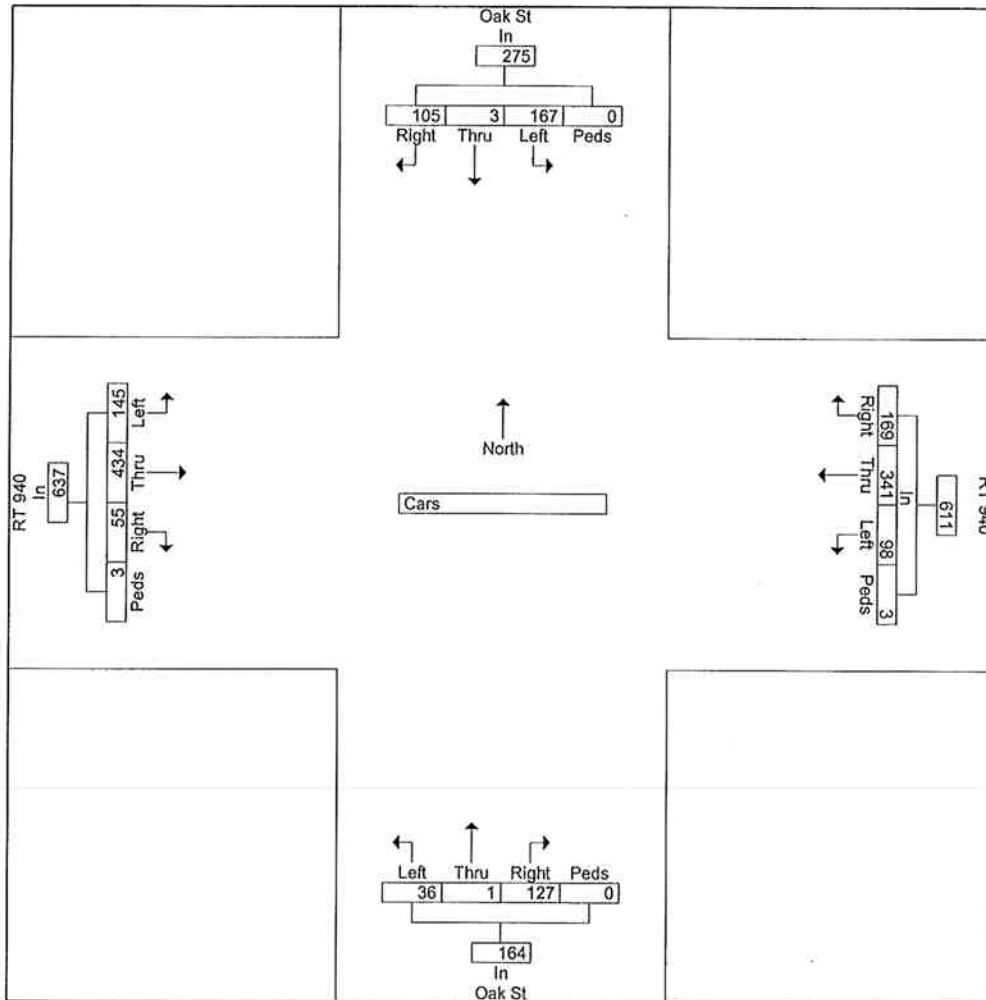 Oak St
In
275
105 3 167 0
Right Thru Left Peds
RT 940
In
637
145 434 55 3
Left Thru Right Peds
North
Cars
Right Thru Left Peds
169 341 98 3
In
611
RT 940
Left Thru Right Peds
36 1 127 0
164
In
Oak St